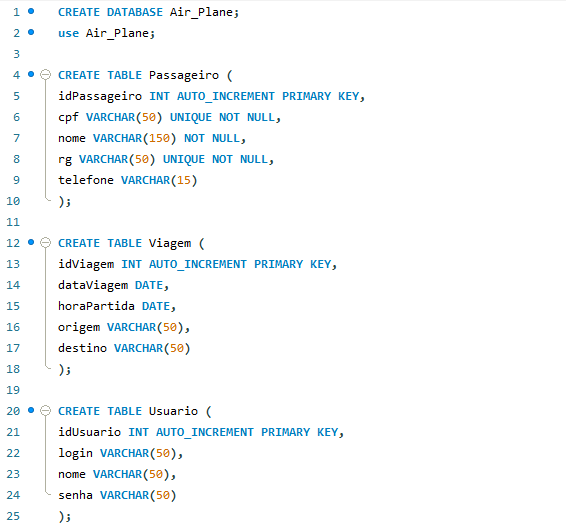 1 CREATE DATABASE Air_Plane;
2 use Air_Plane;
3
4 CREATE TABLE Passageiro (
5 idPassageiro INT AUTO_INCREMENT PRIMARY KEY,
6 cpf VARCHAR(50) UNIQUE NOT NULL,
7 nome VARCHAR(150) NOT NULL,
8 rg VARCHAR(50) UNIQUE NOT NULL,
9 telefone VARCHAR(15)
10 );
11
12 CREATE TABLE Viagem (
13 idViagem INT AUTO_INCREMENT PRIMARY KEY,
14 dataViagem DATE,
15 horaPartida DATE,
16 origem VARCHAR(50),
17 destino VARCHAR(50)
18 );
19
20 CREATE TABLE Usuario (
21 idUsuario INT AUTO_INCREMENT PRIMARY KEY,
22 login VARCHAR(50),
23 nome VARCHAR(50),
24 senha VARCHAR(50)
25 );